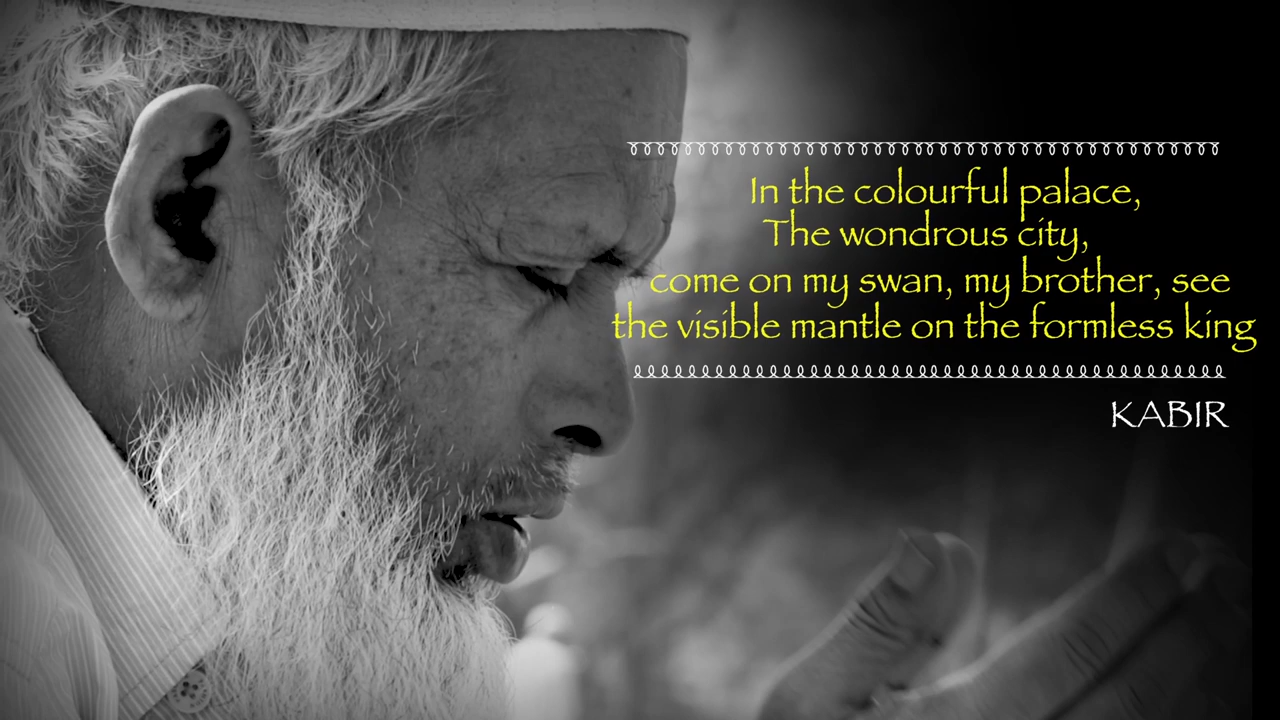 In the colourful palace,
The wondrous city,
come on my swan, my brother, see
the visible mantle on the formless king
KABIR